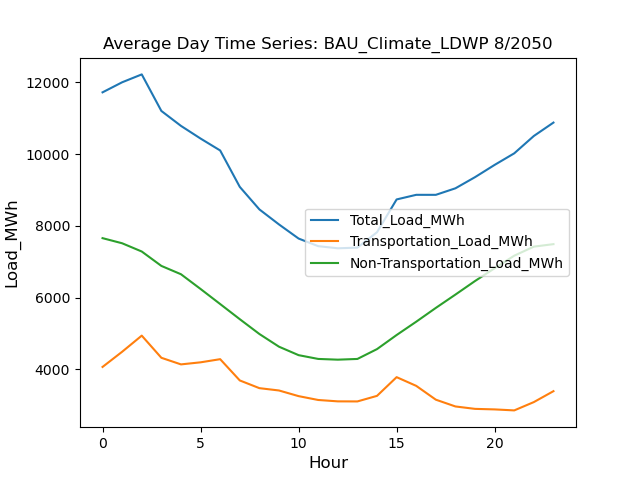 Average Day Time Series: BAU_Climate_LDWP 8/2050
12000
10000
8000
6000
4000
Load_MWh
Total_Load_MWh
Transportation_Load_MWh
Non-Transportation_Load_MWh
0
5
10
15
20
Hour